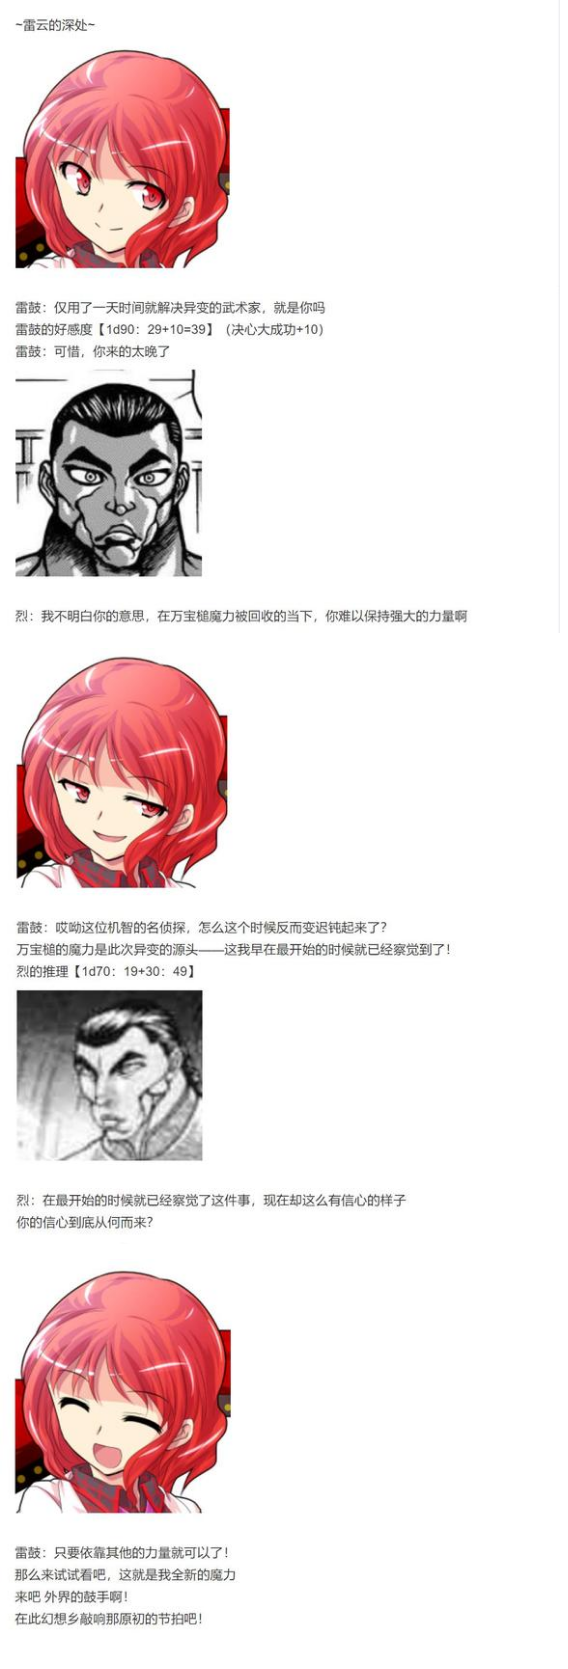 ~雷云的深处~
雷鼓：仅用了一天时间就解决异变的武术家，就是你吗
雷鼓的好感度【1d90：29+10=39】（决心大成功+10）
雷鼓：可惜，你来的太晚了
烈：我不明白你的意思，在万宝槌魔力被回收的当下，你难以保持强大的力量啊
雷鼓：哎呦这位机智的名侦探，怎么这个时候反而变迟钝起来了？
万宝槌的魔力是此次异变的源头——这我早在最开始的时候就已经察觉到了！
烈的推理【1d70：19+30：49】
烈：在最开始的时候就已经察觉了这件事，现在却这么有信心的样子
你的信心到底从何而来？
雷鼓：只要依靠其他的力量就可以了！
那么来试试看吧，这就是我全新的魔力
来吧 外界的鼓手啊！
在此幻想乡敲响那原初的节拍吧！